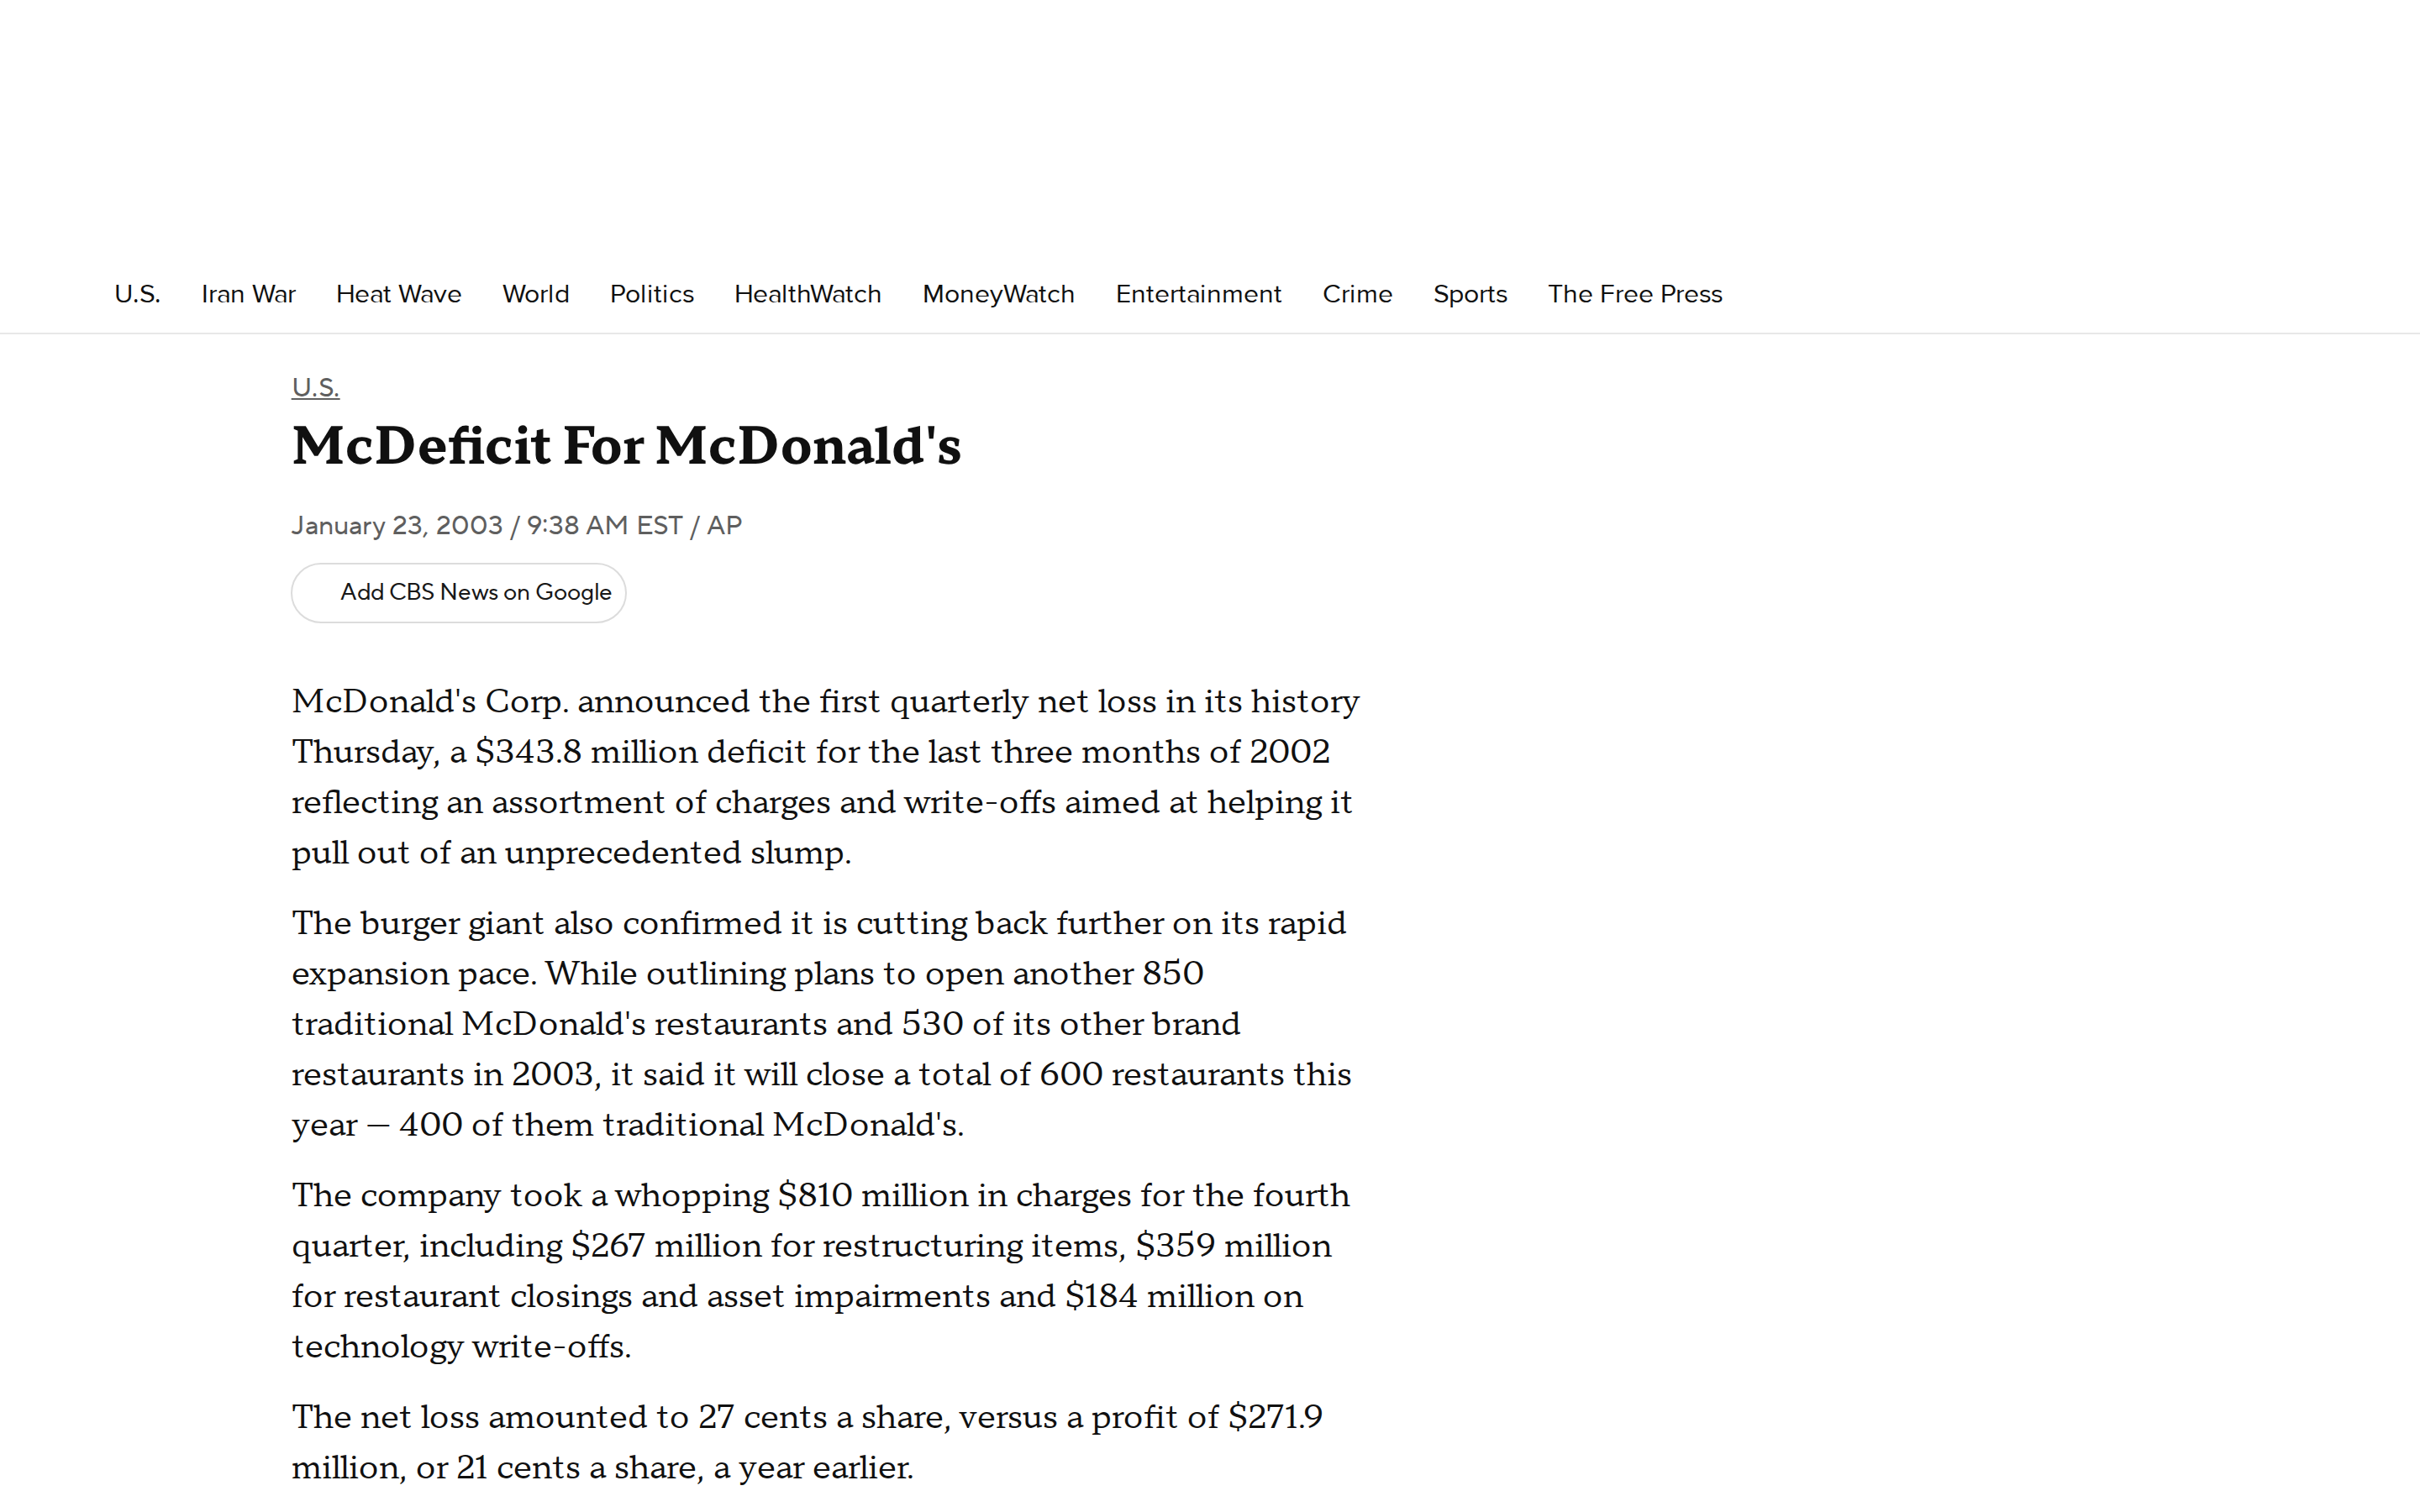 U.S. Iran War Heat Wave World Politics HealthWatch MoneyWatch Entertainment Crime Sports The Free Press
U.S.
McDeficit For McDonald's
January 23, 2003 / 9:38 AM EST / AP
Add CBS News on Google
McDonald's Corp. announced the first quarterly net loss in its history
Thursday, a $343.8 million deficit for the last three months of 2002
reflecting an assortment of charges and write-offs aimed at helping it
pull out of an unprecedented slump.
The burger giant also confirmed it is cutting back further on its rapid
expansion pace. While outlining plans to open another 850
traditional McDonald's restaurants and 530 of its other brand
restaurants in 2003, it said it will close a total of 600 restaurants this
year — 400 of them traditional McDonald's.
The company took a whopping $810 million in charges for the fourth
quarter, including $267 million for restructuring items, $359 million
for restaurant closings and asset impairments and $184 million on
technology write-offs.
The net loss amounted to 27 cents a share, versus a profit of $271.9
million, or 21 cents a share, a year earlier.